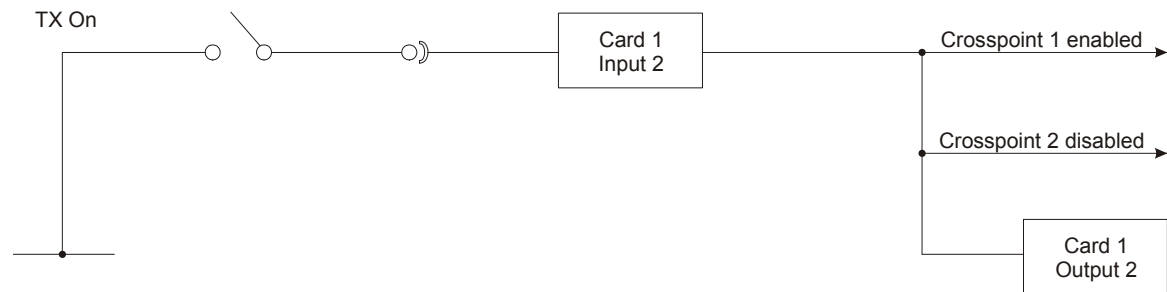 TX On
Card 1
Input 2
Crosspoint 1 enabled
Crosspoint 2 disabled
Card 1
Output 2